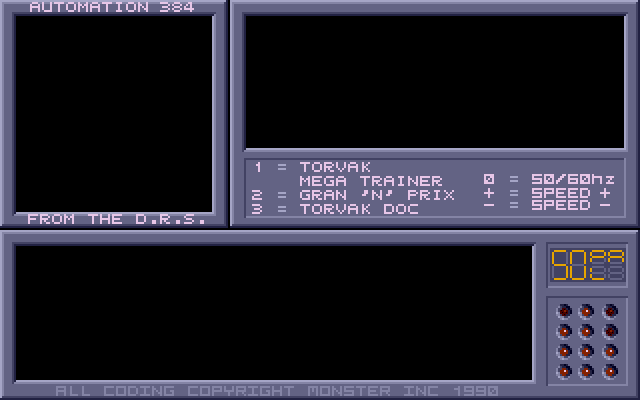 AUTOMATION 384
FROM THE D.R.S.
1 = TORVAK
MEGA TRAINER
2 = GRAN 'N' PRIX
3 = TORVAK DOC
0 = 50/60hz
+ = SPEED +
- = SPEED -
ALL CODING COPYRIGHT MONSTER INC 1990